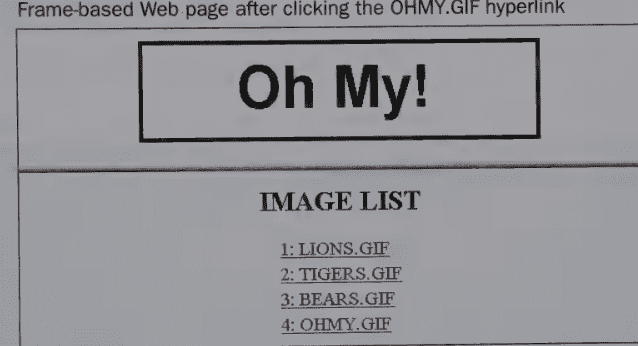 Frame-based Web page after clicking the OHMY.GIF hyperlink
Oh My!
IMAGE LIST
1: LIONS.GIF
2: TIGERS.GIF
3: BEARS.GIF
4: OHMY.GIF